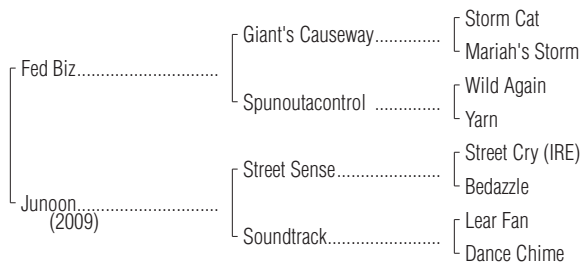 Storm Cat
Giant's Causeway..............
Mariah's Storm
Fed Biz..............................
Wild Again
Spunoutacontrol ..............
Yarn
Street Cry (IRE)
Street Sense......................
Bedazzle
Junoon..............................
(2009)
Lear Fan
Soundtrack........................
Dance Chime